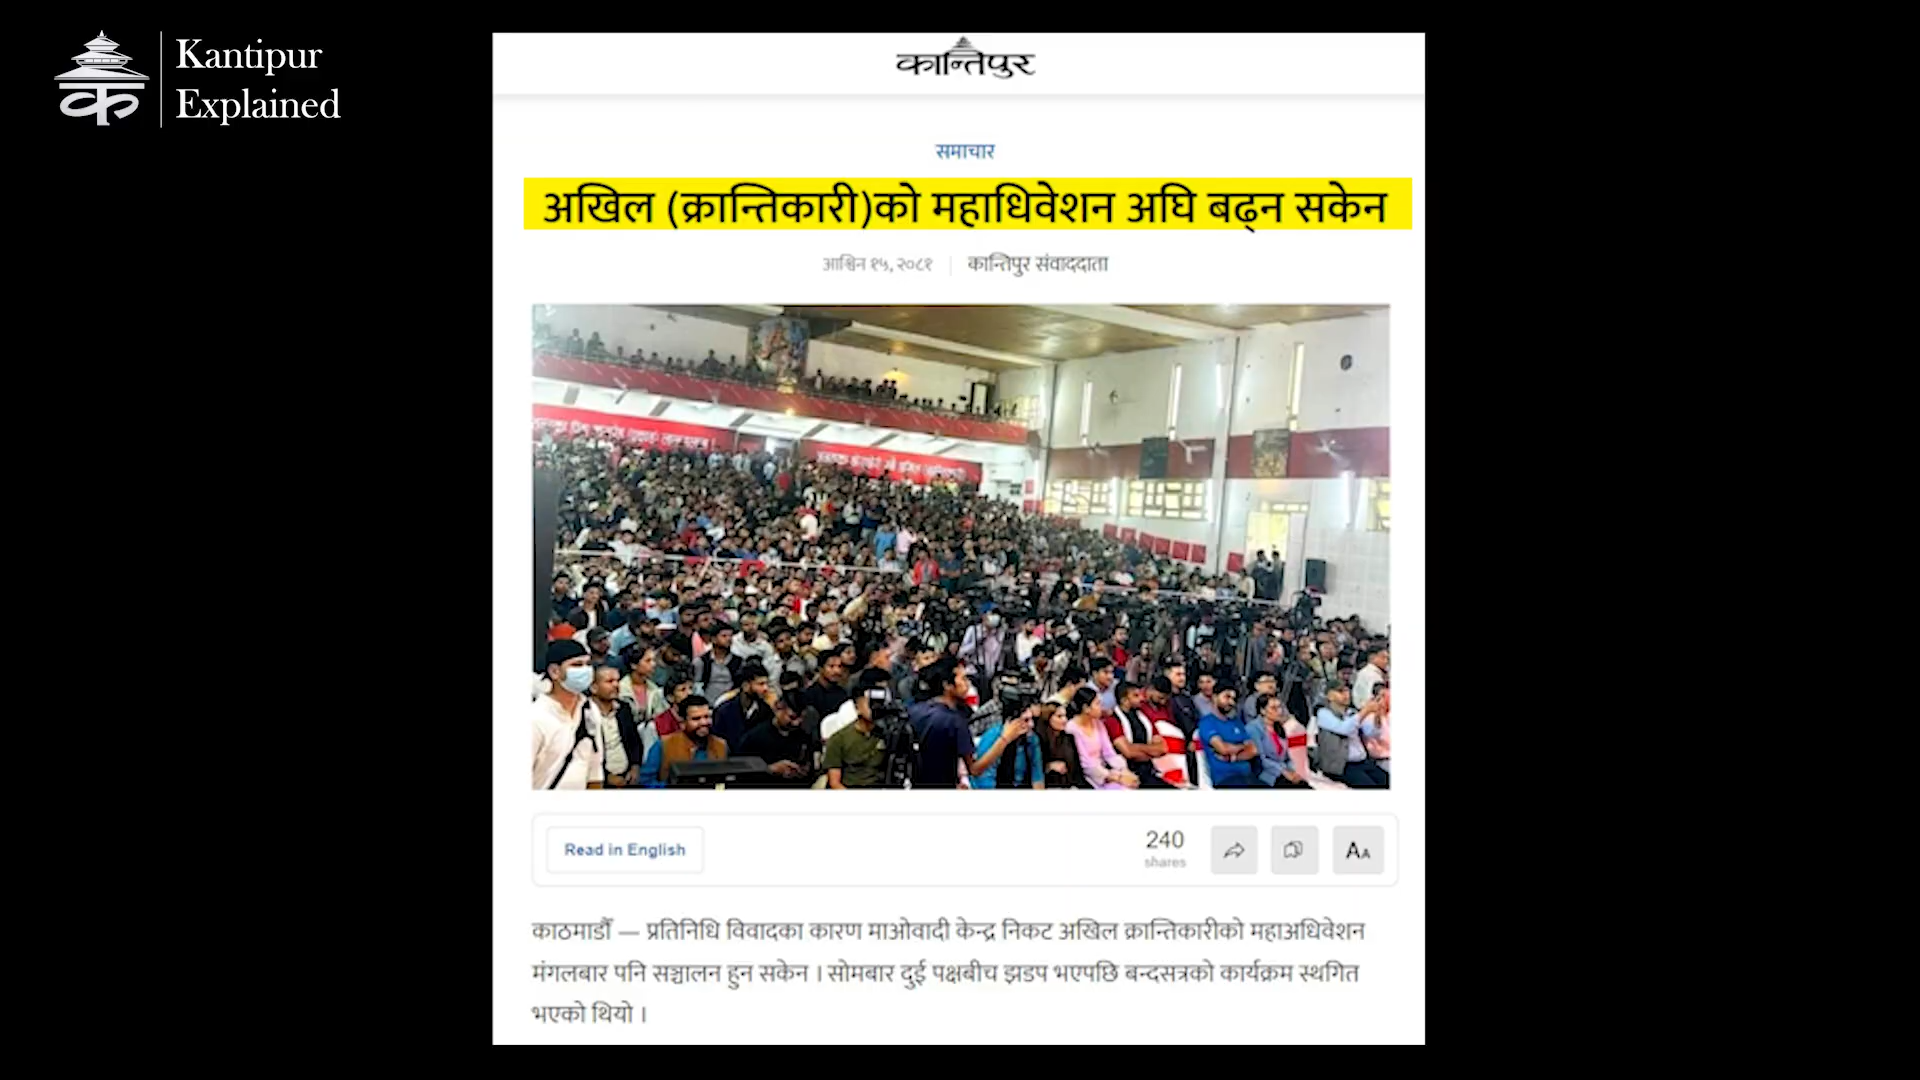 Kantipur
Explained
कान्तिपुर
समाचार
अखिल (क्रान्तिकारी)को महाधिवेशन अघि बढ्न सकेन
आश्विन १५, २०८१ कान्तिपुर संवाददाता
Read in English
240
shares
AA
काठमाडौँ — प्रतिनिधि विवादका कारण माओवादी केन्द्र निकट अखिल क्रान्तिकारीको महाअधिवेशन
मंगलबार पनि सञ्चालन हुन सकेन । सोमबार दुई पक्षबीच झडप भएपछि बन्दसत्रको कार्यक्रम स्थगित
भएको थियो ।